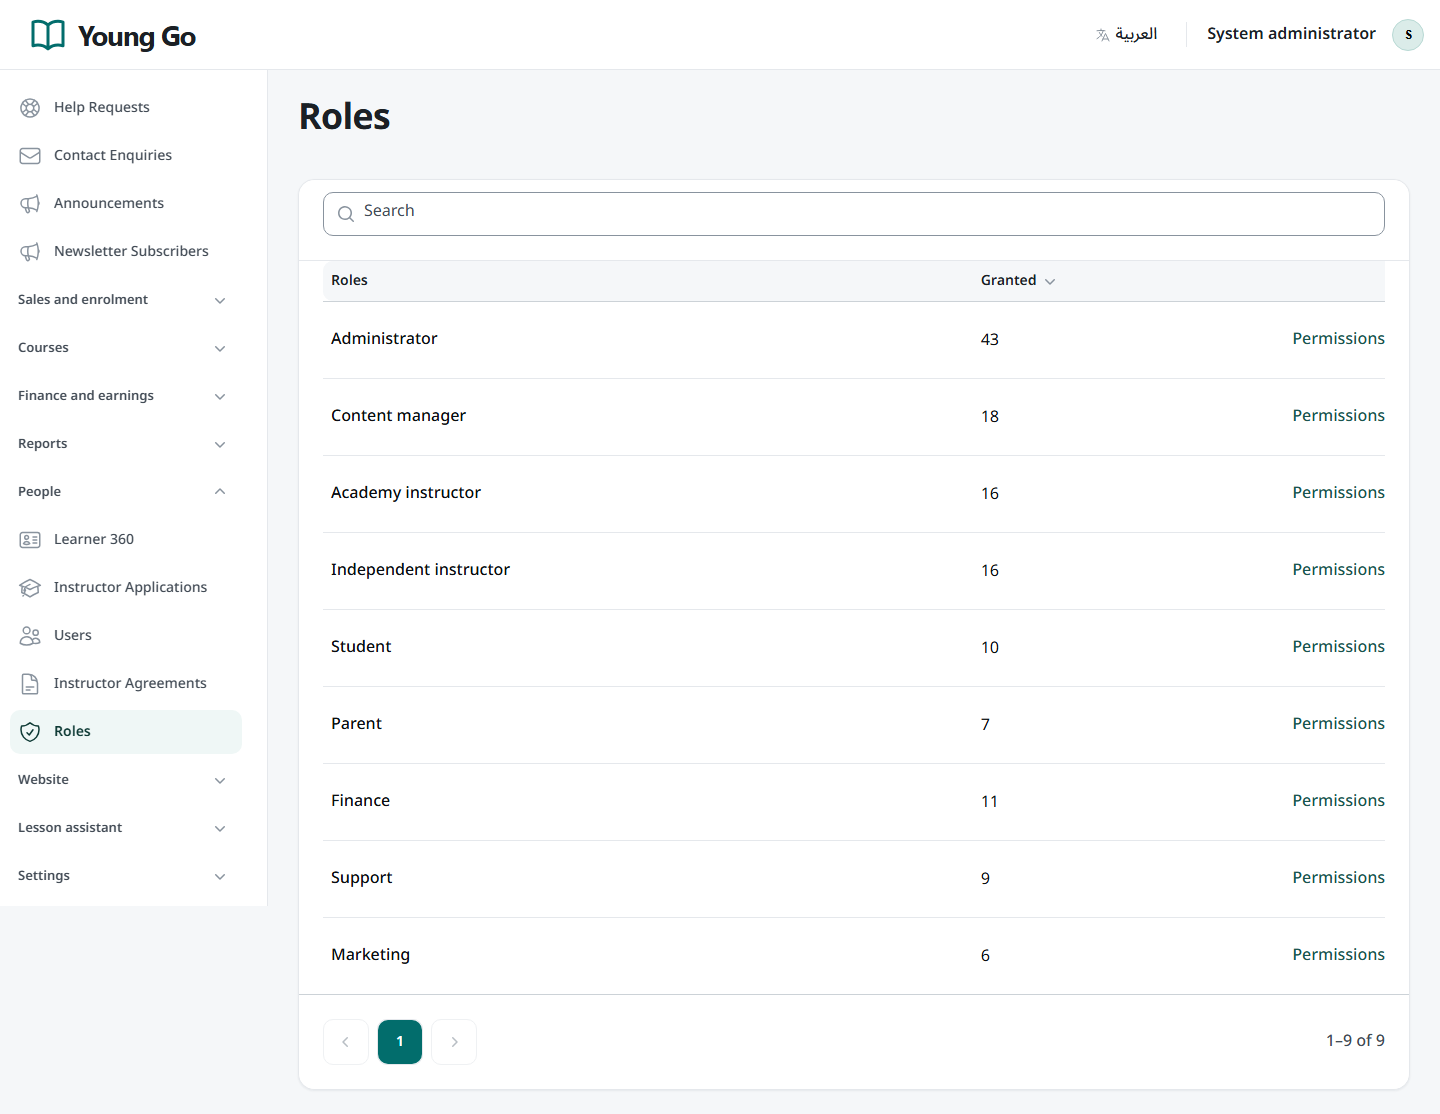 Young Go
العربية
System administrator
S
Help Requests
Contact Enquiries
Announcements
Newsletter Subscribers
Sales and enrolment
Courses
Finance and earnings
Reports
People
Learner 360
Instructor Applications
Users
Instructor Agreements
Roles
Website
Lesson assistant
Settings
Roles
Search
Roles Granted
Administrator 43 Permissions
Content manager 18 Permissions
Academy instructor 16 Permissions
Independent instructor 16 Permissions
Student 10 Permissions
Parent 7 Permissions
Finance 11 Permissions
Support 9 Permissions
Marketing 6 Permissions
1
1–9 of 9